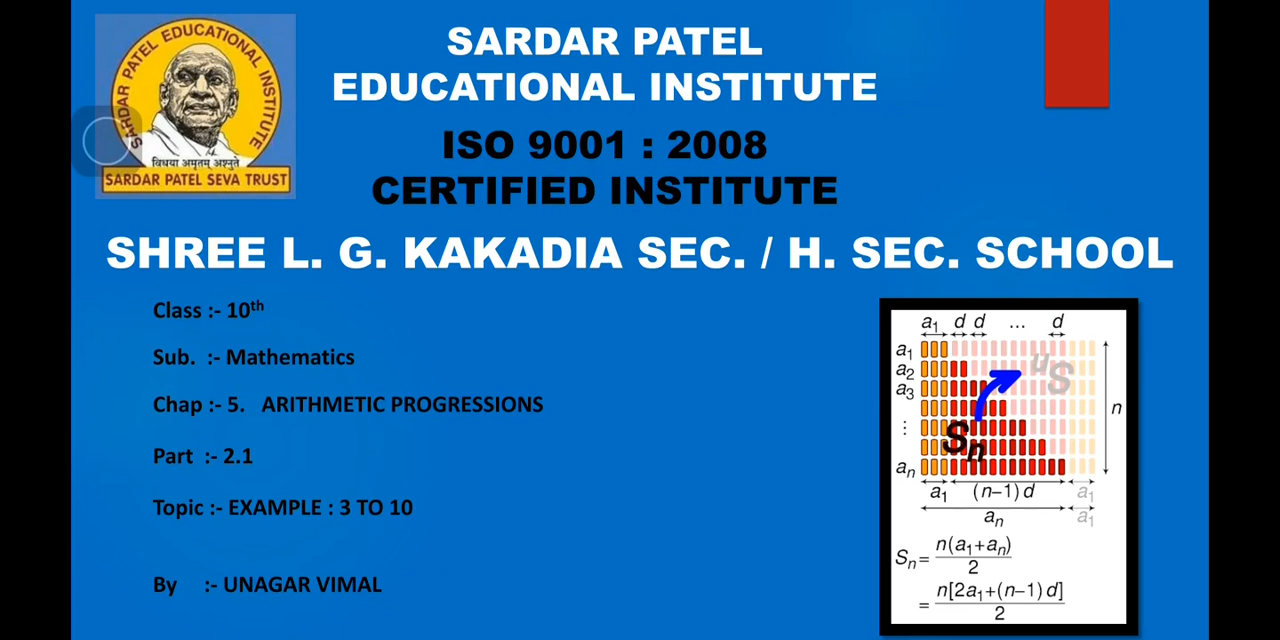 SARDAR PATEL EDUCATIONAL INSTITUTE
विधया अमृतम् अश्नुते
SARDAR PATEL SEVA TRUST
SARDAR PATEL
EDUCATIONAL INSTITUTE
ISO 9001 : 2008
CERTIFIED INSTITUTE
SHREE L. G. KAKADIA SEC. / H. SEC. SCHOOL
Class :- 10th
Sub. :- Mathematics
Chap :- 5. ARITHMETIC PROGRESSIONS
Part :- 2.1
Topic :- EXAMPLE : 3 TO 10
By :- UNAGAR VIMAL
a1 d d ... d
a1
a2
a3
⋮
an
n
Sn
Sn
a1 (n−1) d a1
an a1
Sn = n(a1+an)/2
= n[2a1+(n−1) d]/2